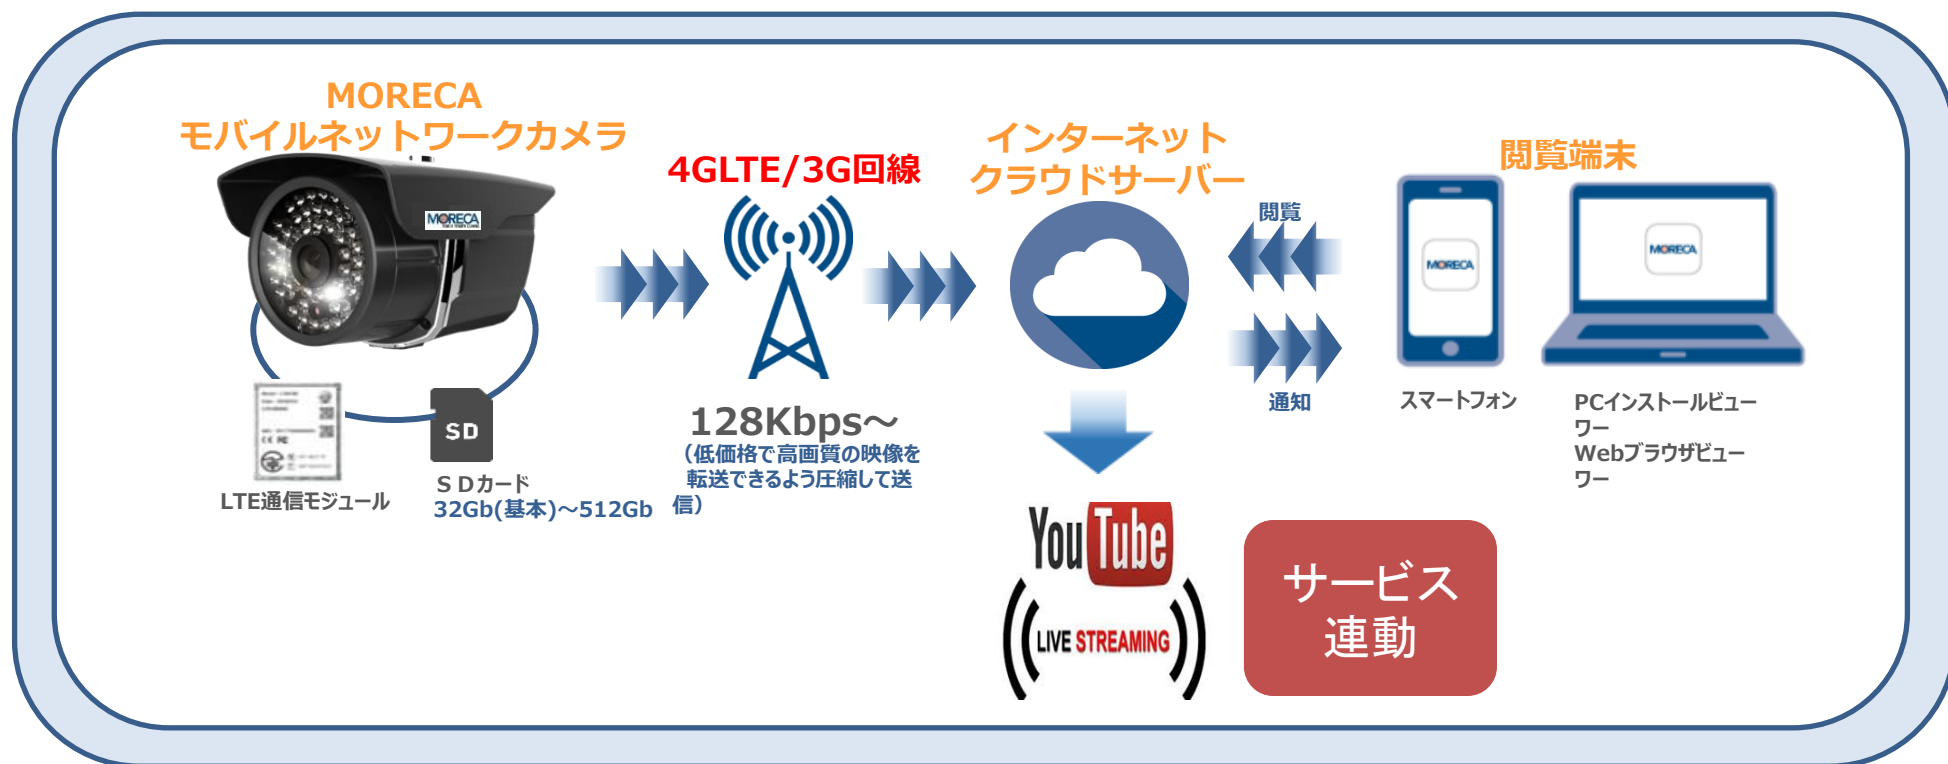 MORECA
モバイルネットワークカメラ
MORECA
4GLTE/3G回線
インターネット
クラウドサーバー
閲覧端末
閲覧
通知
MORECA
MORECA
スマートフォン
PCインストールビュー
ワー
Webブラウザビュー
ワー
LTE通信モジュール
SD
ＳＤカード
32Gb(基本)～512Gb
128Kbps～
（低価格で高画質の映像を
転送できるよう圧縮して送
信）
YouTube
LIVE STREAMING
サービス
連動